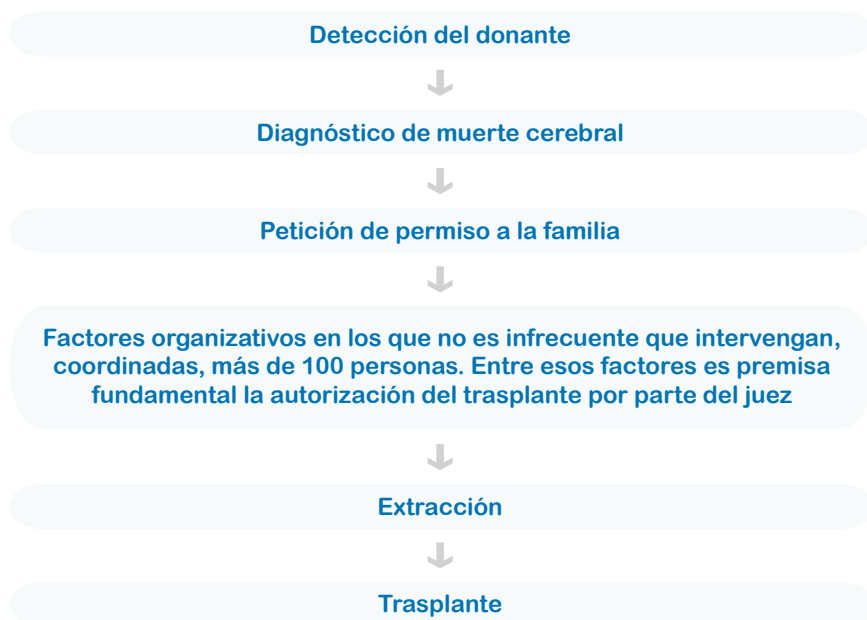 Detección del donante
Diagnóstico de muerte cerebral
Petición de permiso a la familia
Factores organizativos en los que no es infrecuente que intervengan,
coordinadas, más de 100 personas. Entre esos factores es premisa
fundamental la autorización del trasplante por parte del juez
Extracción
Trasplante